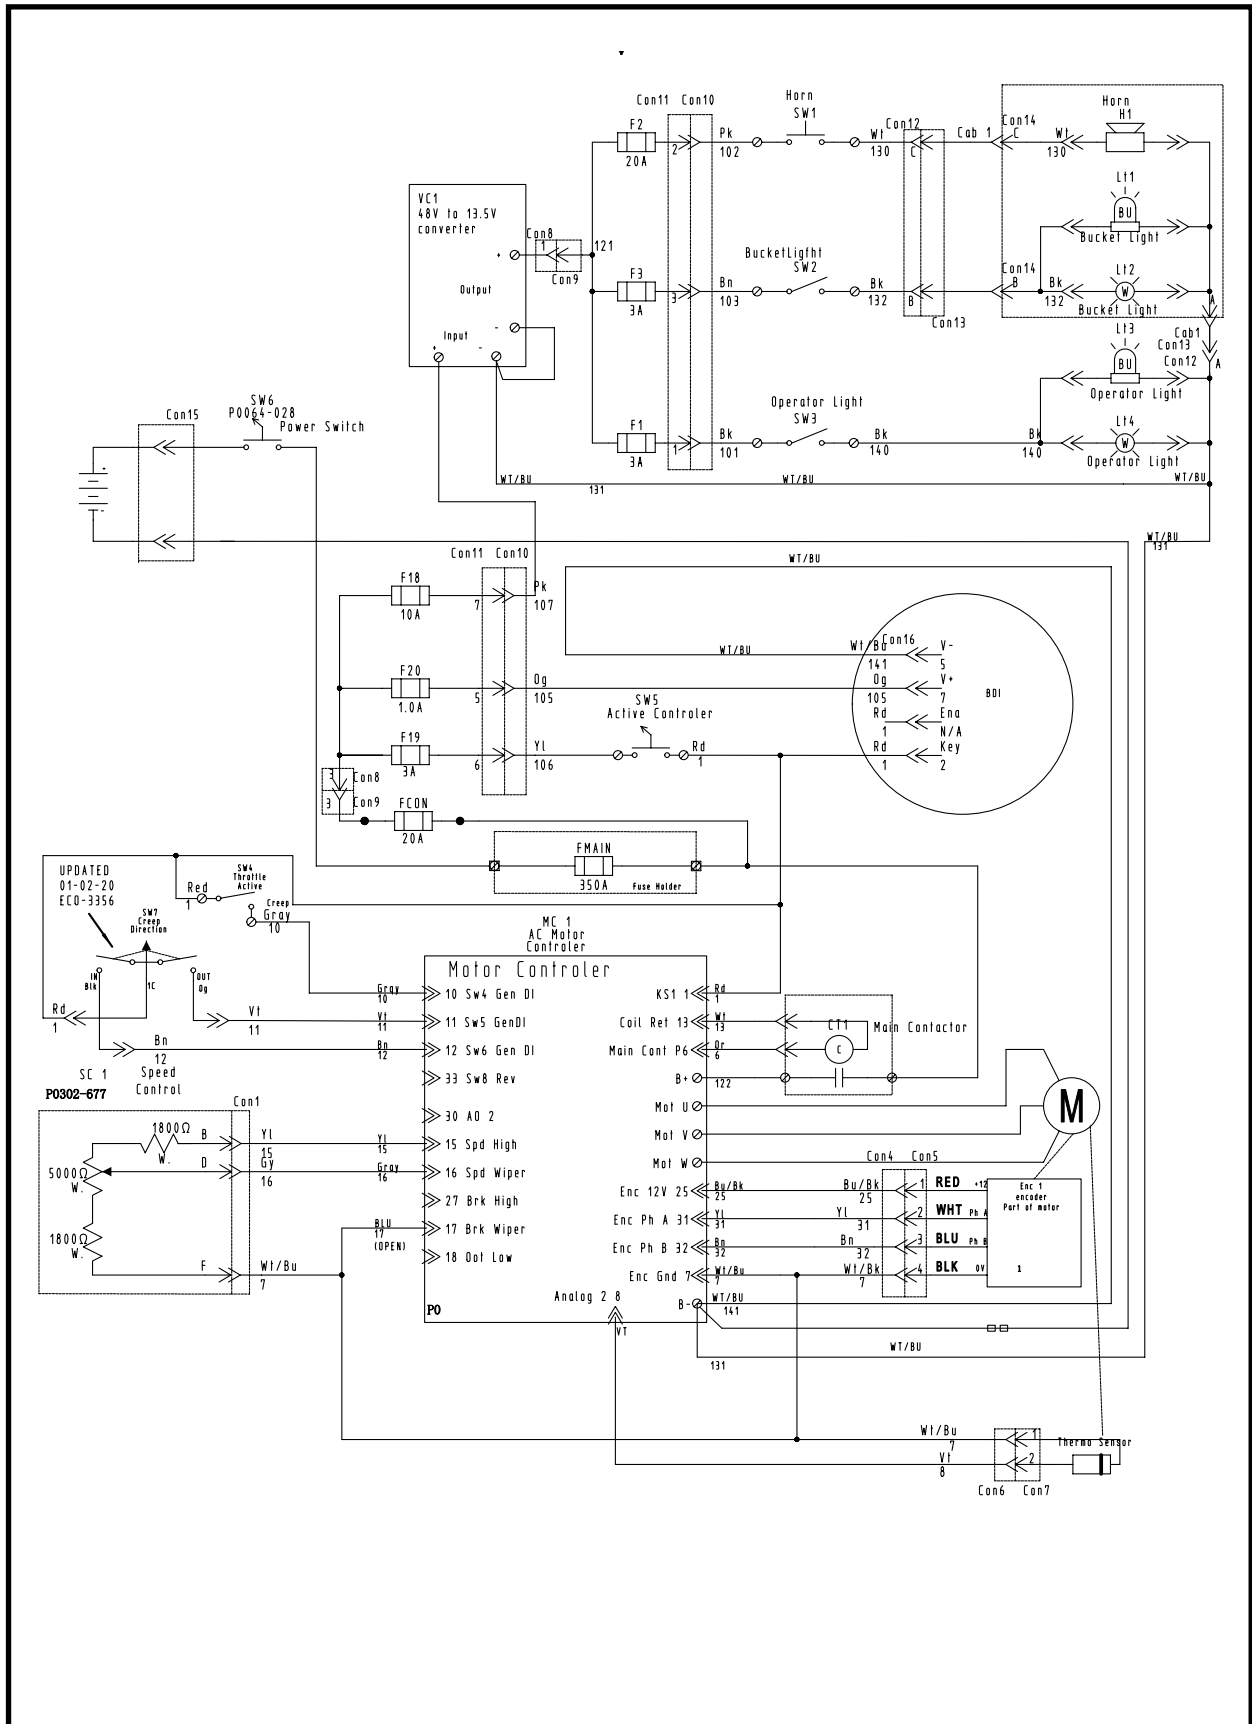 Horn
SW1
Con11 Con10
F2
20A
2
Pk
102
Wt
130
Con12
C
Cab 1
Con14
C
Wt
130
Horn
H1
VC1
48V to 13.5V
converter
Con8
1
Con9
121
+
Output
-
Input
+
-
Lt1
BU
Bucket Light
F3
3A
3
Bn
103
BucketLigfht
SW2
Bk
132
B
Con13
Con14
B
Bk
132
Lt2
W
Bucket Light
A
Cab1
Con13
Con12
A
Lt3
BU
Operator Light
F1
3A
1
Bk
101
Operator Light
SW3
Bk
140
Bk
140
Lt4
W
Operator Light
Con15
SW6
P0064-028
Power Switch
WT/BU
131
WT/BU
WT/BU
WT/BU
131
WT/BU
Con11 Con10
F18
10A
7
Pk
107
F20
1.0A
5
Og
105
F19
3A
6
Yl
106
SW5
Active Controler
Rd
1
WT/BU
Wt/Bu
141
Con16
V-
5
Og
105
V+
7
Rd
1
Ena
N/A
Rd
1
Key
2
BDI
3
Con8
3
Con9
FCON
20A
FMAIN
350A
Fuse Holder
UPDATED
01-02-20
ECO-3356
SW4
Throttle
Active
Red
1
Creep
Gray
10
SW7
Creep
Direction
IN
Blk
1C
OUT
Og
Rd
1
Vt
11
Bn
12
SC 1
Speed
Control
P0302-677
MC 1
AC Motor
Controler
Motor Controler
Gray
10
10 Sw4 Gen DI
Vt
11
11 Sw5 GenDI
Bn
12
12 Sw6 Gen DI
33 Sw8 Rev
30 AO 2
Yl
15
15 Spd High
Gray
16
16 Spd Wiper
27 Brk High
BLU
17
(OPEN)
17 Brk Wiper
18 Oot Low
KS1 1
Rd
1
Coil Ret 13
Wt
13
Main Cont P6
Or
6
B+
122
CT1
C
Main Contactor
Mot U
Mot V
Mot W
M
Enc 12V 25
Bu/Bk
25
Enc Ph A 31
Yl
31
Enc Ph B 32
Bn
32
Enc Gnd 7
Wt/Bu
7
B-
WT/BU
141
Analog 2 8
VT
P0
Con4 Con5
Bu/Bk
25
1
RED
+12
Yl
31
2
WHT
Ph A
Bn
32
3
BLU
Ph B
Wt/Bk
7
4
BLK
0V
Enc 1
encoder
Part of motor
1
Con1
1800Ω
W.
B
Yl
15
5000Ω
W.
D
Gy
16
1800Ω
W.
F
Wt/Bu
7
131
WT/BU
Wt/Bu
7
1
Vt
8
2
Thermo Sensor
Con6
Con7